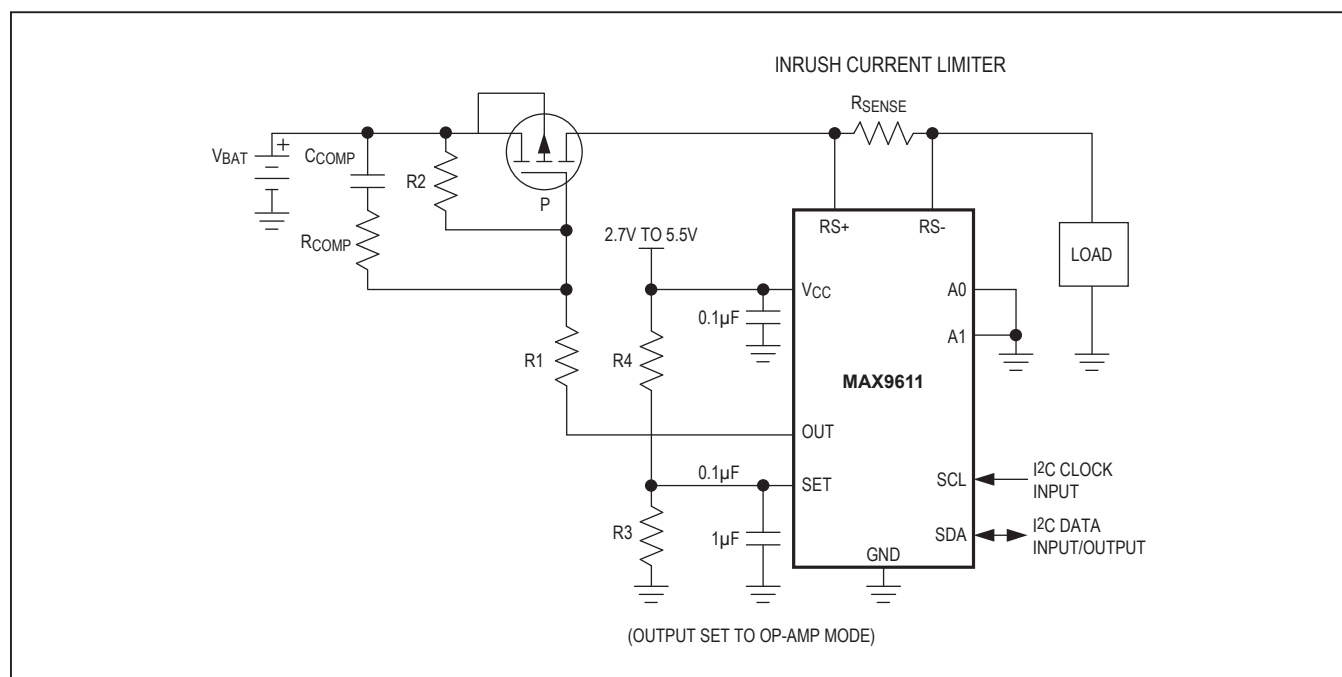 INRUSH CURRENT LIMITER
RSENSE
VBAT
+
CCOMP
R2
P
RCOMP
2.7V TO 5.5V
RS+
RS-
LOAD
VCC
A0
0.1µF
A1
R1
R4
MAX9611
OUT
0.1µF
SET
SCL
I²C CLOCK
INPUT
R3
1µF
SDA
I²C DATA
INPUT/OUTPUT
GND
(OUTPUT SET TO OP-AMP MODE)